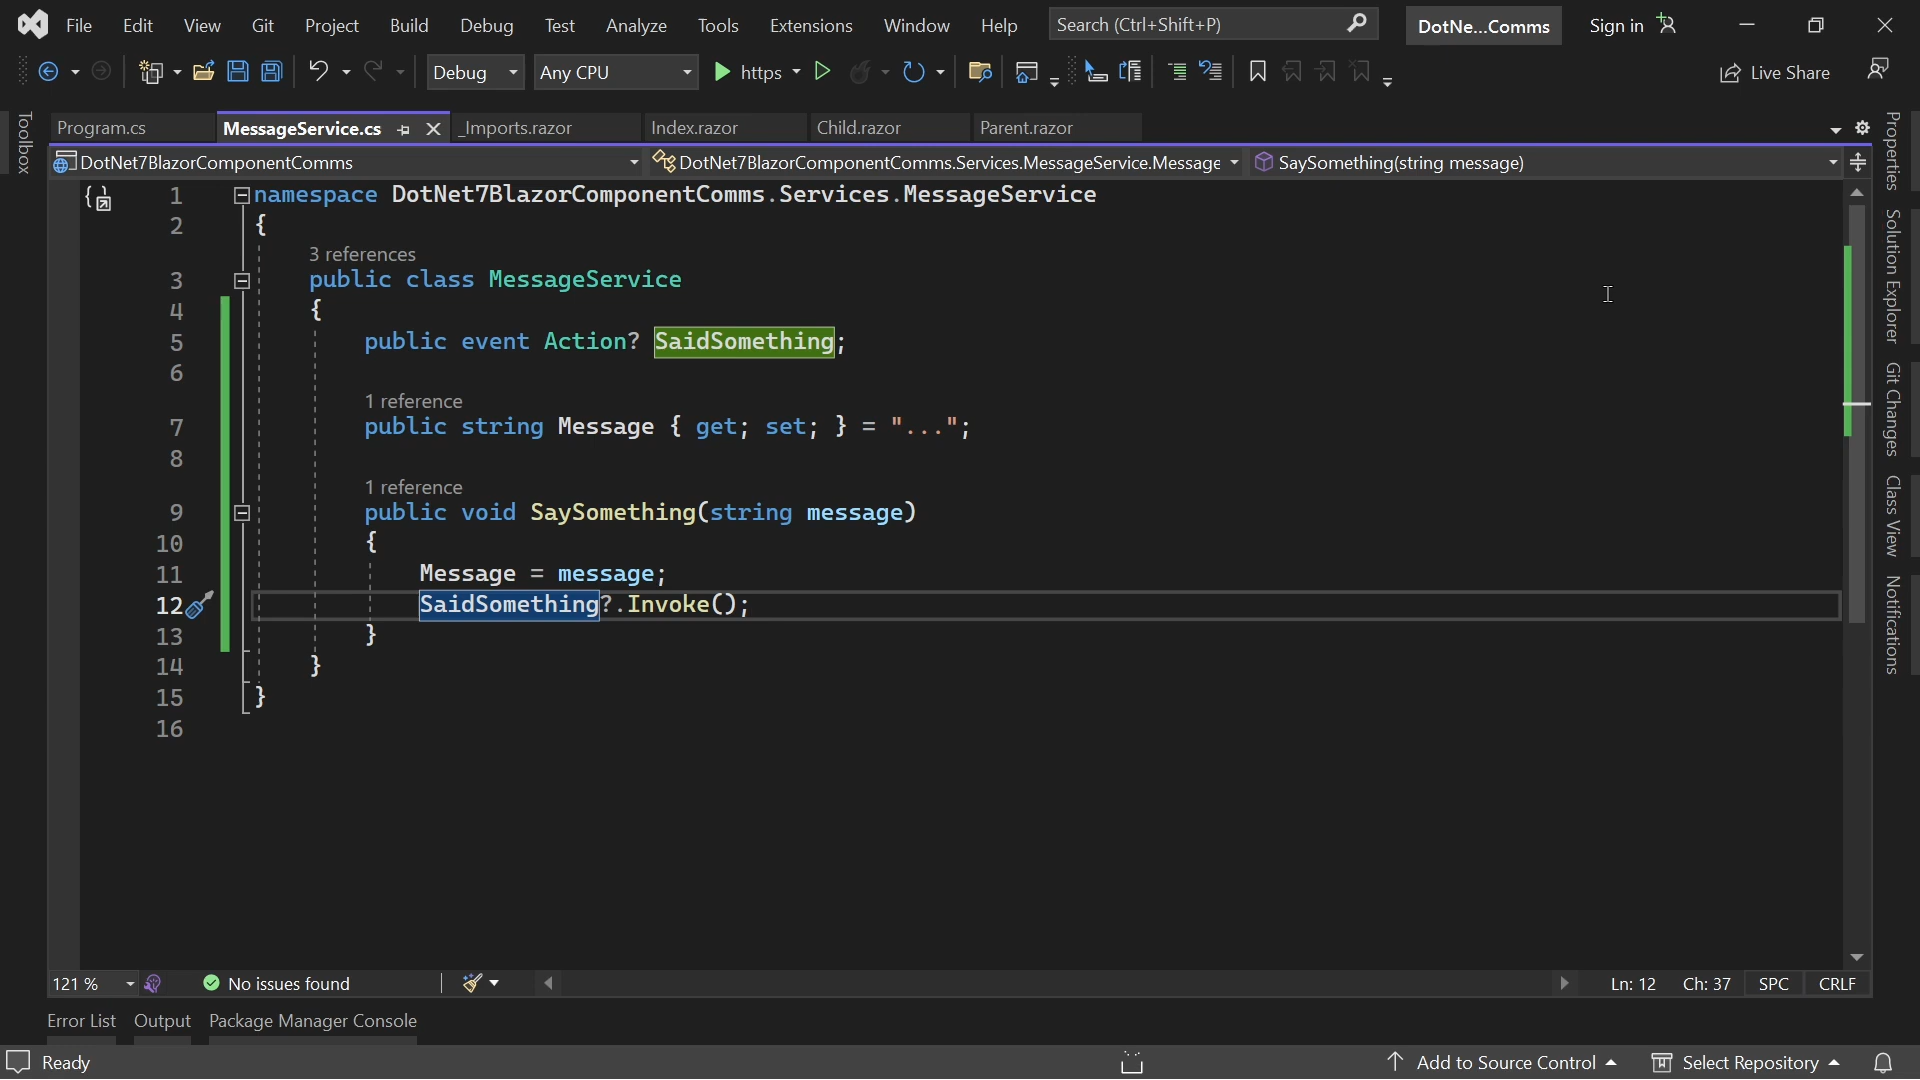 File Edit View Git Project Build Debug Test Analyze Tools Extensions Window Help Search (Ctrl+Shift+P) DotNe...Comms Sign in
Debug Any CPU https Live Share
Toolbox
Program.cs MessageService.cs _Imports.razor Index.razor Child.razor Parent.razor
DotNet7BlazorComponentComms DotNet7BlazorComponentComms.Services.MessageService.Message SaySomething(string message)
1 namespace DotNet7BlazorComponentComms.Services.MessageService
2 {
3 references
3 public class MessageService
4 {
5 public event Action? SaidSomething;
6
1 reference
7 public string Message { get; set; } = "...";
8
1 reference
9 public void SaySomething(string message)
10 {
11 Message = message;
12 SaidSomething?.Invoke();
13 }
14 }
15 }
16
Properties
Solution Explorer
Git Changes
Class View
Notifications
121 % No issues found Ln: 12 Ch: 37 SPC CRLF
Error List Output Package Manager Console
Ready Add to Source Control Select Repository